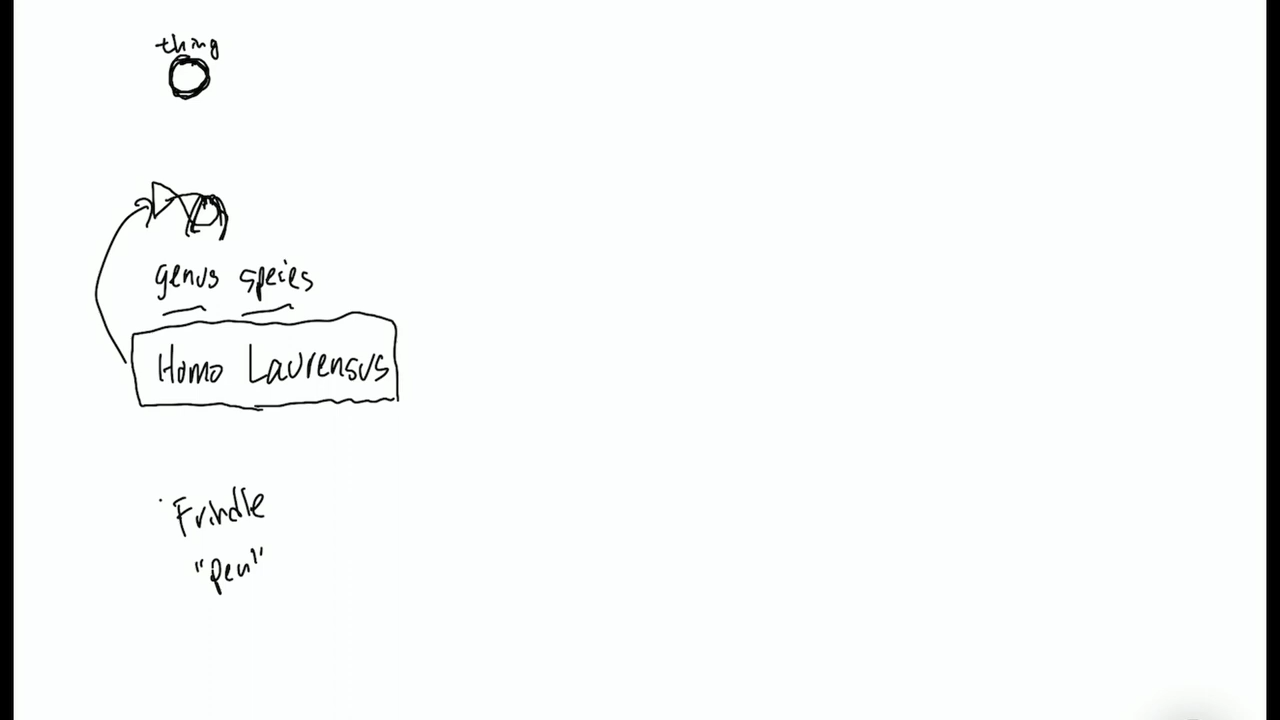 thing
genus species
Homo Laurensus
Frindle
"pen"